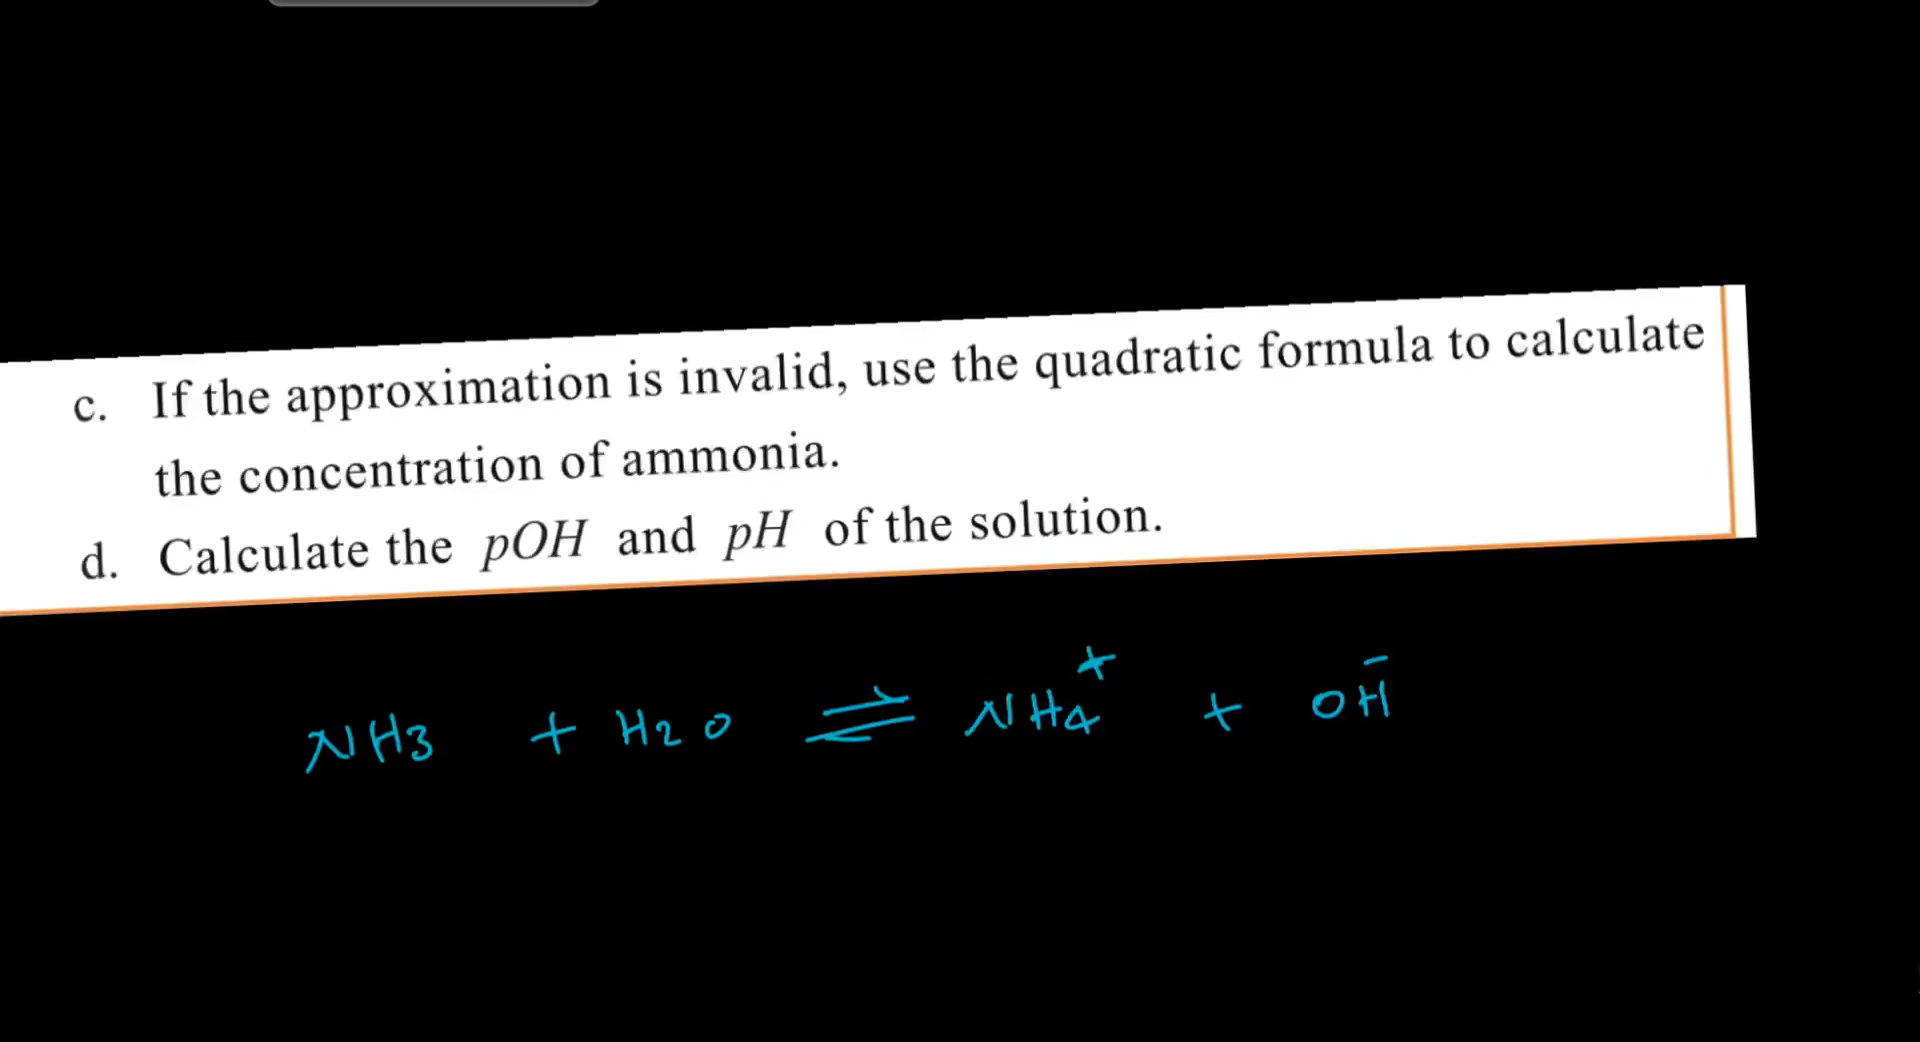 c. If the approximation is invalid, use the quadratic formula to calculate
the concentration of ammonia.
d. Calculate the pOH and pH of the solution.
NH3 + H2O ⇌ NH4⁺ + OH⁻